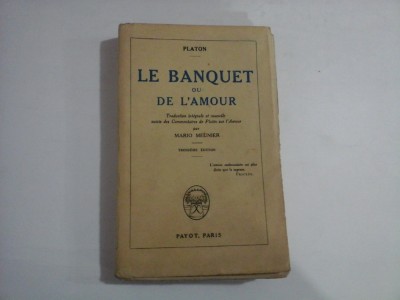 PLATON
LE BANQUET
OU
DE L'AMOUR
Traduction intégrale et nouvelle
suivie des Commentaires de Plotin sur l'Amour
par
MARIO MEUNIER
PAYOT, PARIS